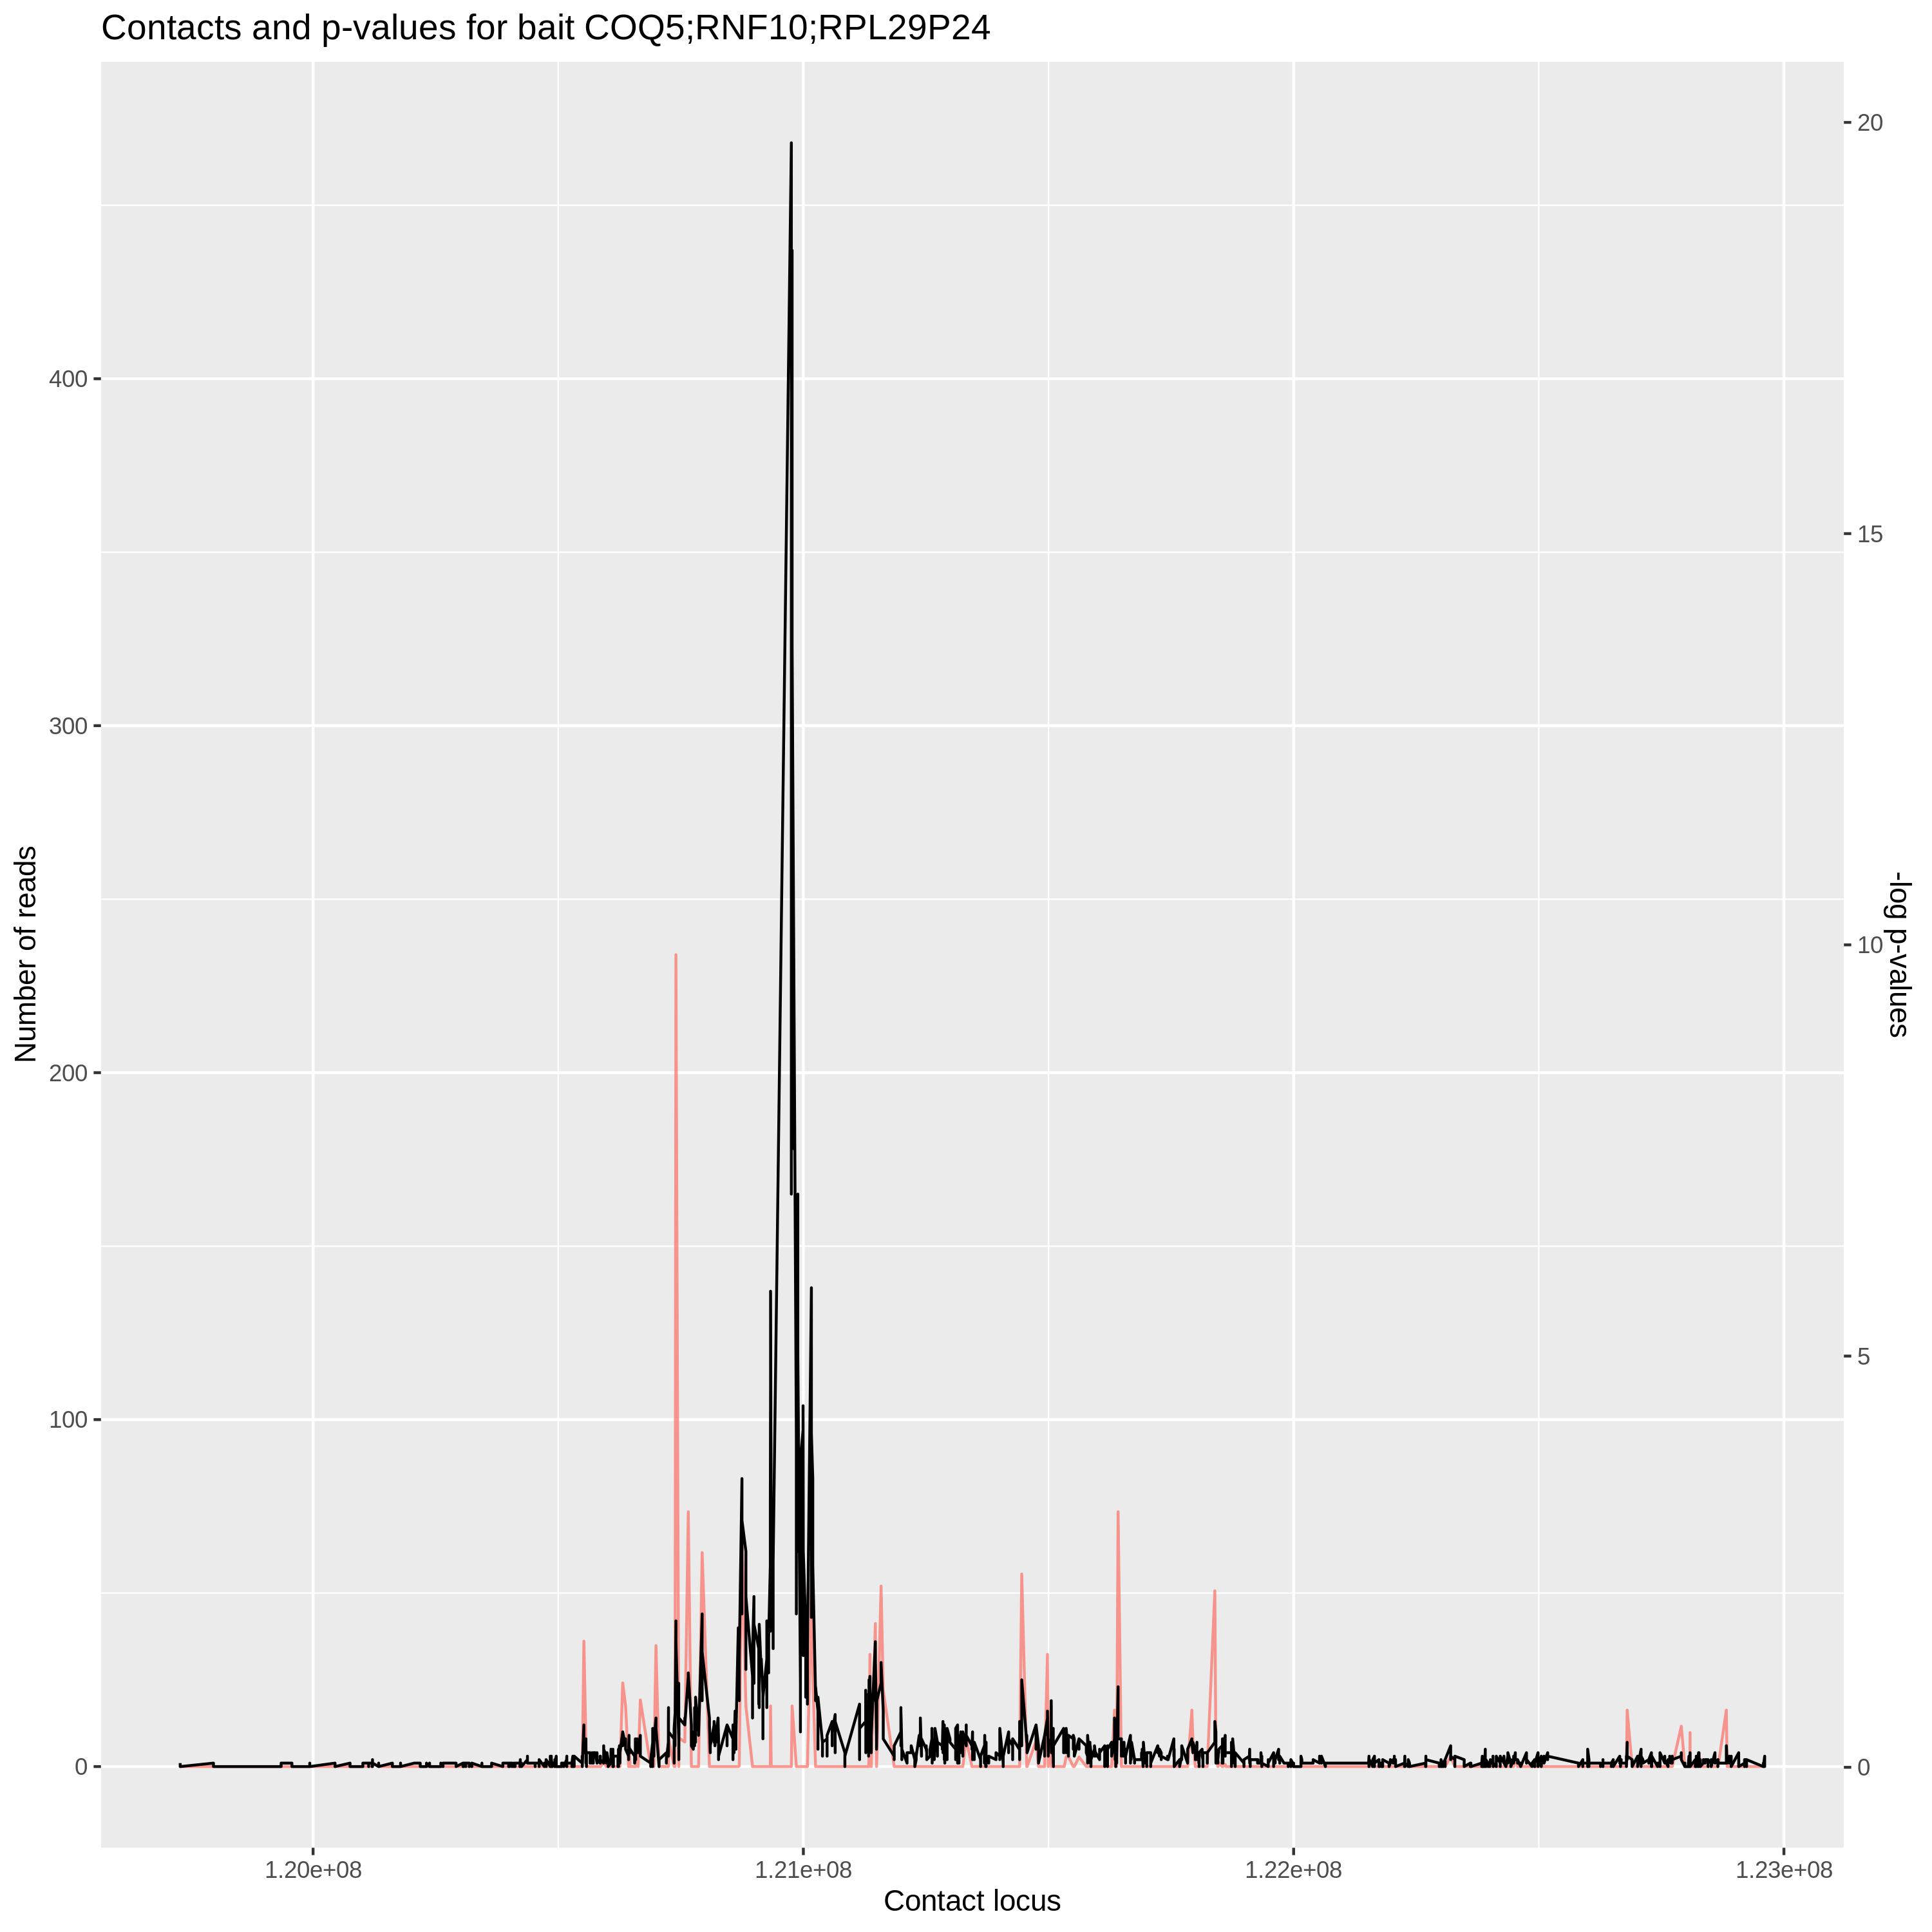 Contacts and p-values for bait COQ5;RNF10;RPL29P24
Number of reads
400
300
200
100
0
20
15
10
5
0
-log p-values
1.20e+08
1.21e+08
1.22e+08
1.23e+08
Contact locus